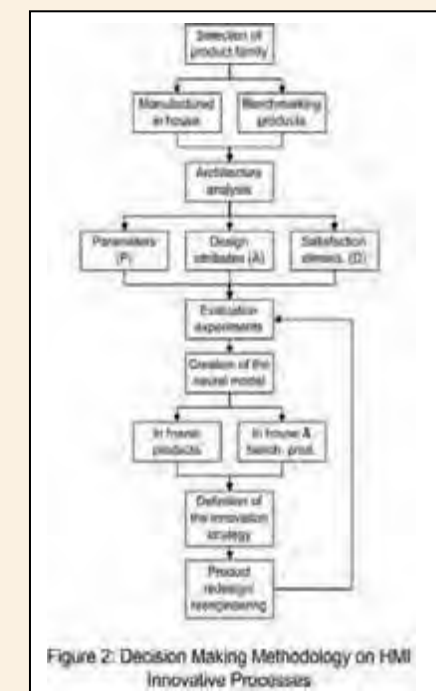 Selection of
product family
Manufactured
in house
Benchmarking
products
Architecture
analysis
Parameters
(P)
Design
attributes (A)
Satisfaction
(D)
Evaluation
experiments
Creation of the
neural model
In house
products
In house &
bench. prod.
Definition of
the innovation
strategy
Product
redesign/
reengineering
Figure 2: Decision Making Methodology on HMI
Innovative Processes